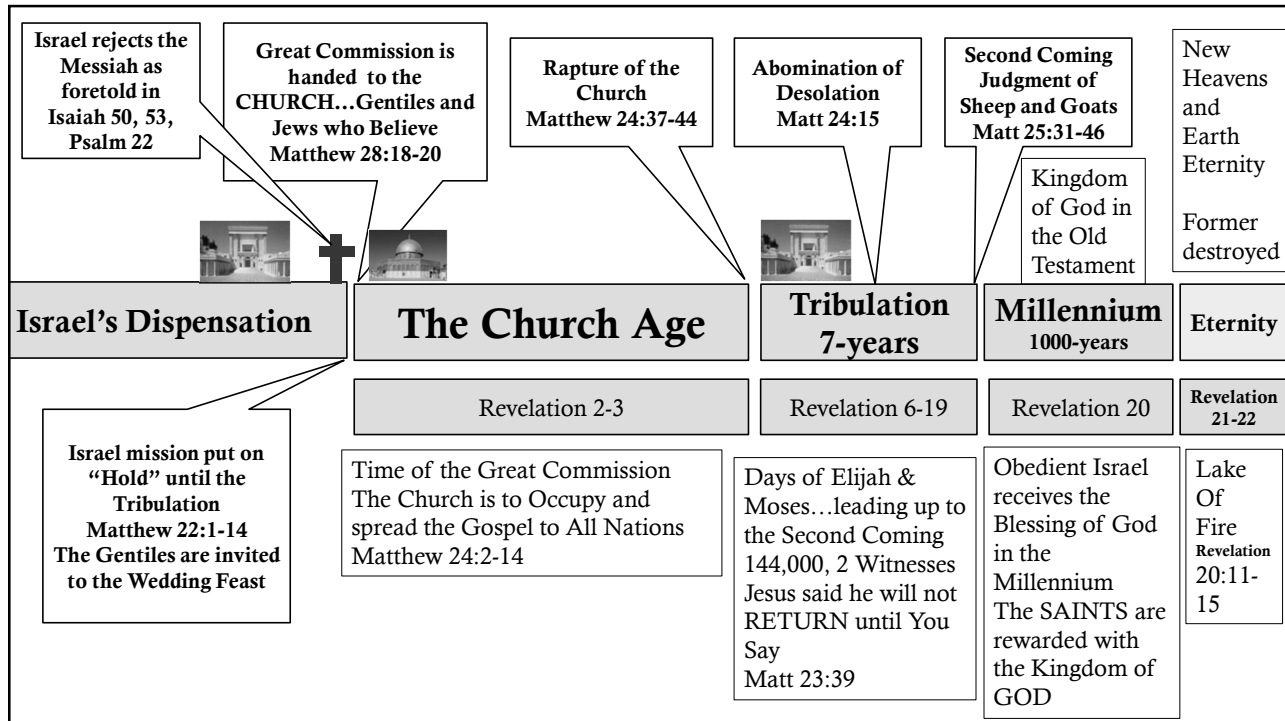 Israel rejects the
Messiah as
foretold in
Isaiah 50, 53,
Psalm 22
Great Commission is
handed to the
CHURCH…Gentiles and
Jews who Believe
Matthew 28:18-20
Rapture of the
Church
Matthew 24:37-44
Abomination of
Desolation
Matt 24:15
Second Coming
Judgment of
Sheep and Goats
Matt 25:31-46
New
Heavens
and
Earth
Eternity
Former
destroyed
Kingdom
of God in
the Old
Testament
Israel’s Dispensation
The Church Age
Tribulation
7-years
Millennium
1000-years
Eternity
Revelation 2-3
Revelation 6-19
Revelation 20
Revelation
21-22
Israel mission put on
“Hold” until the
Tribulation
Matthew 22:1-14
The Gentiles are invited
to the Wedding Feast
Time of the Great Commission
The Church is to Occupy and
spread the Gospel to All Nations
Matthew 24:2-14
Days of Elijah &
Moses…leading up to
the Second Coming
144,000, 2 Witnesses
Jesus said he will not
RETURN until You
Say
Matt 23:39
Obedient Israel
receives the
Blessing of God
in the
Millennium
The SAINTS are
rewarded with
the Kingdom of
GOD
Lake
Of
Fire
Revelation
20:11-
15